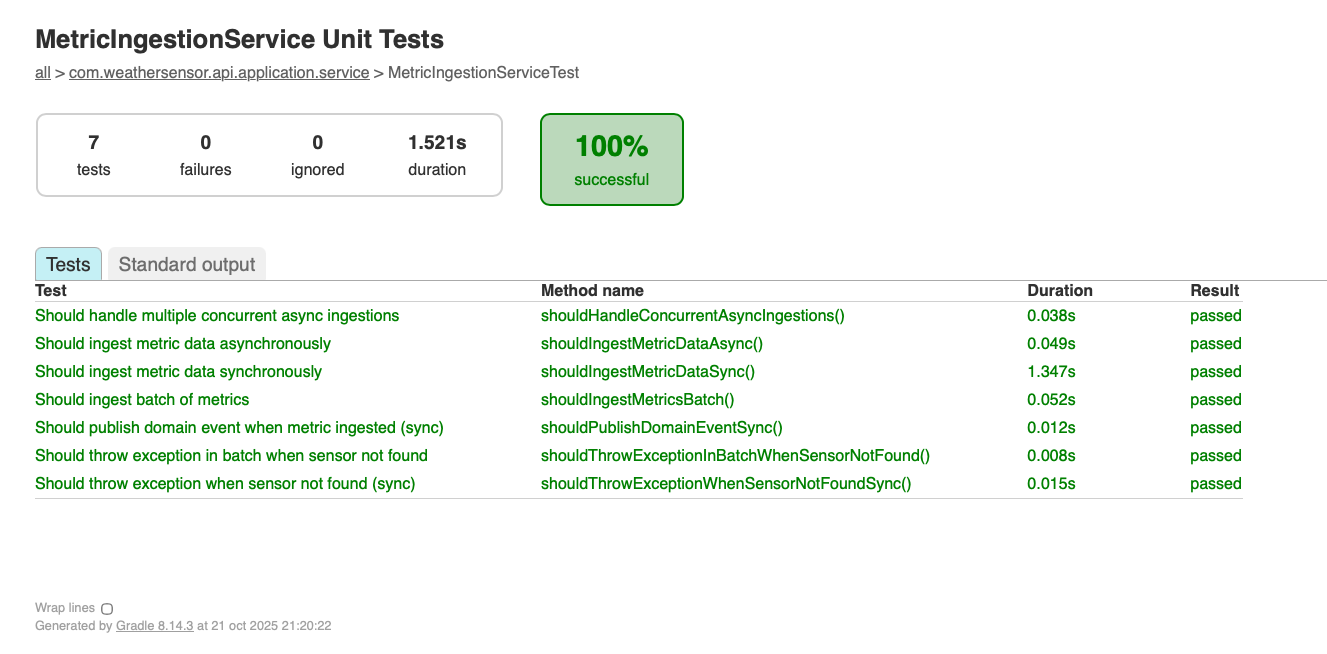 MetricIngestionService Unit Tests
all > com.weathersensor.api.application.service > MetricIngestionServiceTest
7 0 0 1.521s
tests failures ignored duration
100%
successful
Tests Standard output
Test Method name Duration Result
Should handle multiple concurrent async ingestions shouldHandleConcurrentAsyncIngestions() 0.038s passed
Should ingest metric data asynchronously shouldIngestMetricDataAsync() 0.049s passed
Should ingest metric data synchronously shouldIngestMetricDataSync() 1.347s passed
Should ingest batch of metrics shouldIngestMetricsBatch() 0.052s passed
Should publish domain event when metric ingested (sync) shouldPublishDomainEventSync() 0.012s passed
Should throw exception in batch when sensor not found shouldThrowExceptionInBatchWhenSensorNotFound() 0.008s passed
Should throw exception when sensor not found (sync) shouldThrowExceptionWhenSensorNotFoundSync() 0.015s passed
Wrap lines
Generated by Gradle 8.14.3 at 21 oct 2025 21:20:22